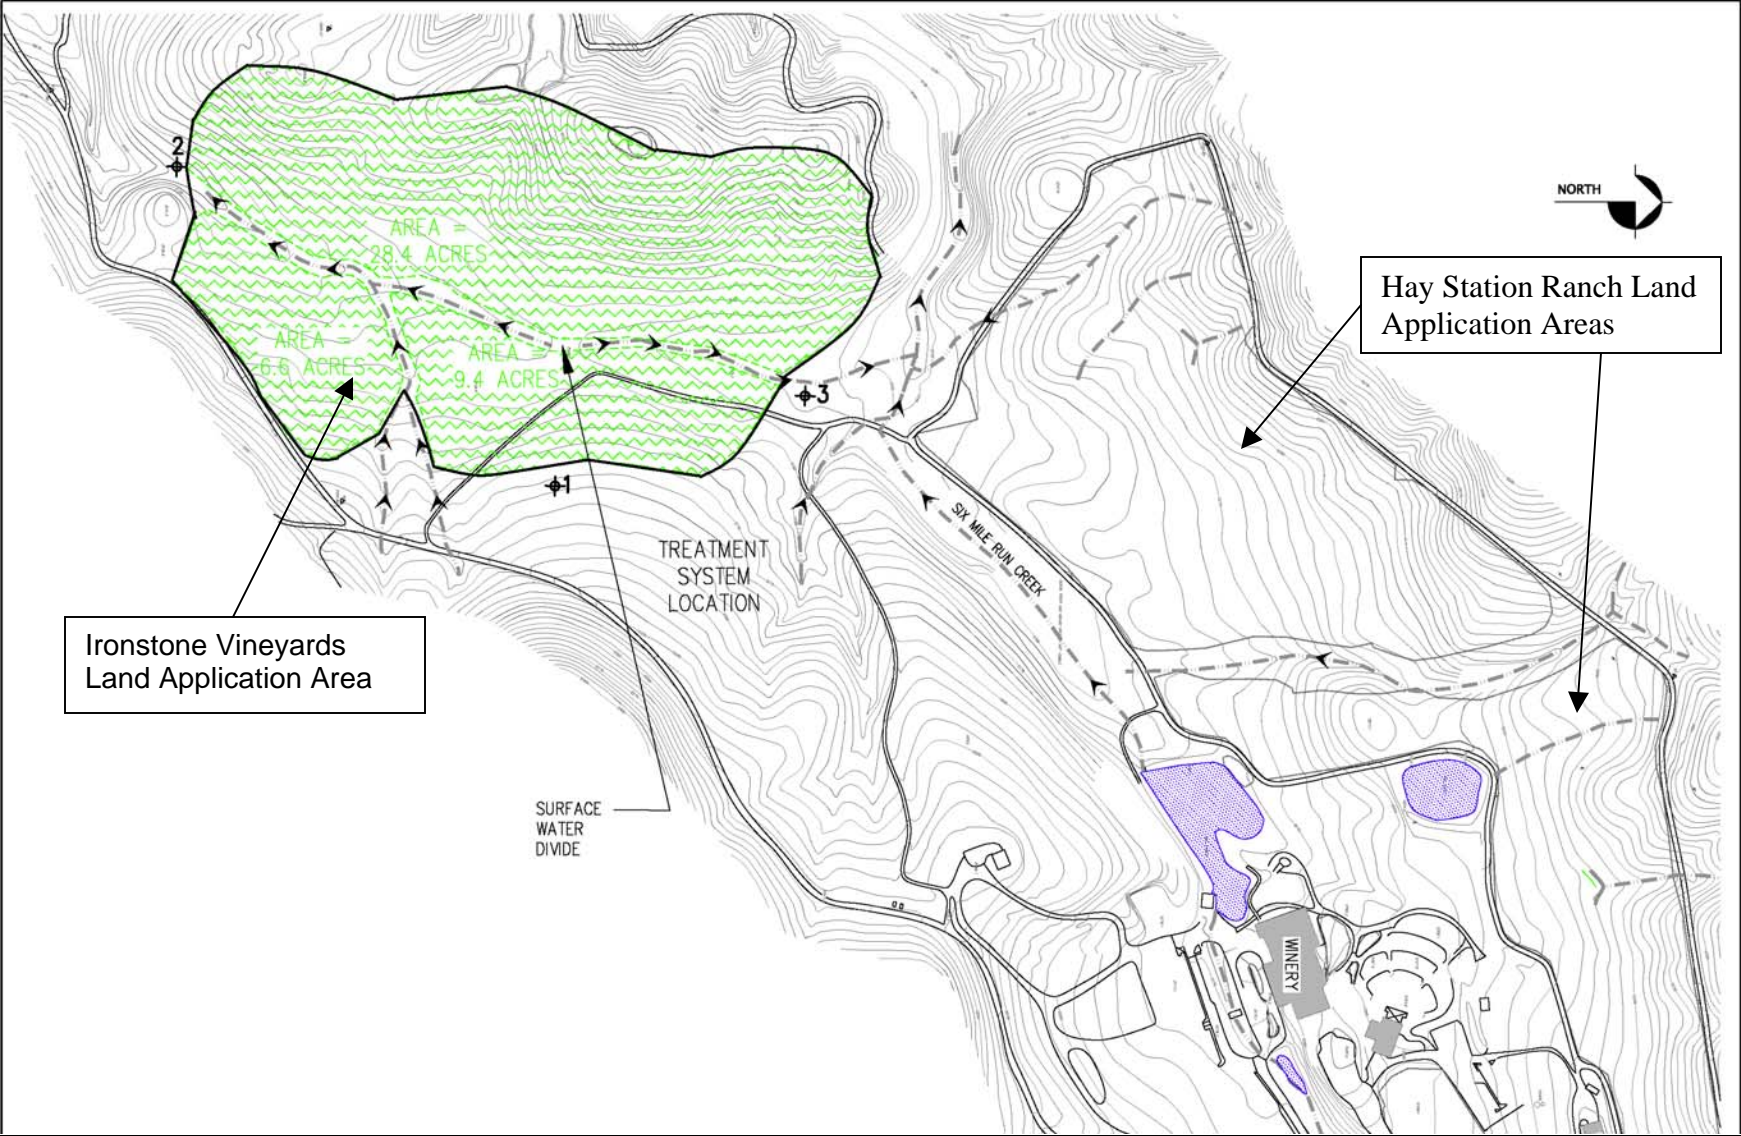 2
NORTH
AREA =
28.4 ACRES
Hay Station Ranch Land
Application Areas
AREA =
6.6 ACRES
AREA =
9.4 ACRES
3
1
SIX MILE RUN CREEK
TREATMENT
SYSTEM
LOCATION
Ironstone Vineyards
Land Application Area
SURFACE
WATER
DIVIDE
WINERY